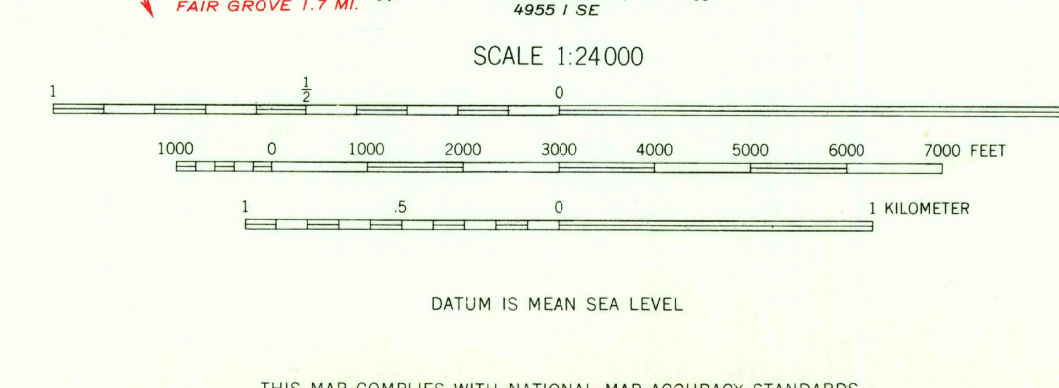 FAIR GROVE 1.7 MI.
4955 I SE
SCALE 1:24000
1 1/2 0
1000 0 1000 2000 3000 4000 5000 6000 7000 FEET
1 .5 0 1 KILOMETER
DATUM IS MEAN SEA LEVEL
THIS MAP COMPLIES WITH NATIONAL MAP ACCURACY STANDARDS